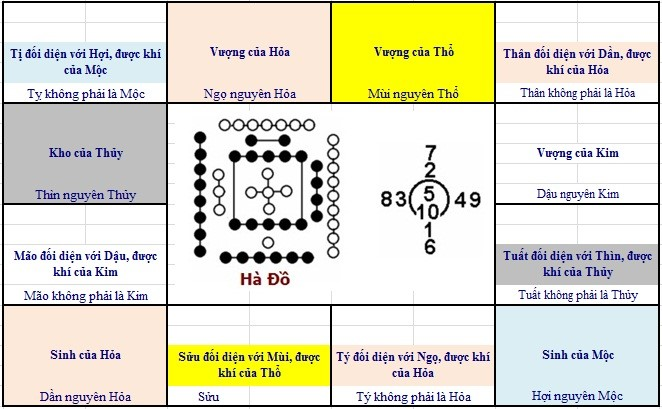 Tị đối diện với Hợi, được khí
của Mộc
Tỵ không phải là Mộc
Vượng của Hỏa
Ngọ nguyên Hỏa
Vượng của Thổ
Mùi nguyên Thổ
Thân đối diện với Dần, được
khí của Hỏa
Thân không phải là Hỏa
Kho của Thủy
Thìn nguyên Thủy
7
2
83 5 49
10
1
6
Hà Đồ
Vượng của Kim
Dậu nguyên Kim
Mão đối diện với Dậu, được
khí của Kim
Mão không phải là Kim
Tuất đối diện với Thìn, được
khí của Thủy
Tuất không phải là Thủy
Sinh của Hỏa
Dần nguyên Hỏa
Sửu đối diện với Mùi, được
khí của Thổ
Sửu
Tý đối diện với Ngọ, được khí
của Hỏa
Tý không phải là Hỏa
Sinh của Mộc
Hợi nguyên Mộc